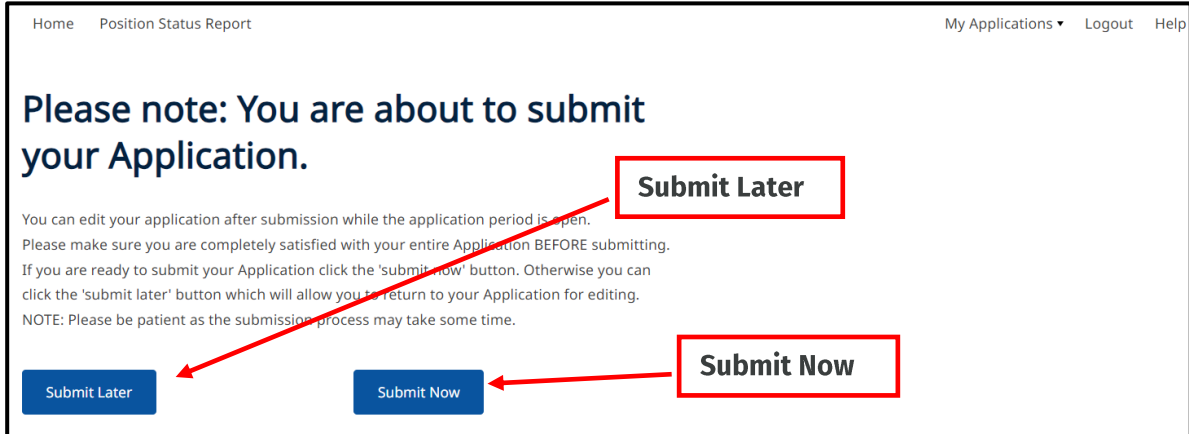 Home Position Status Report My Applications ▾ Logout Help
Please note: You are about to submit
your Application.
Submit Later
You can edit your application after submission while the application period is open.
Please make sure you are completely satisfied with your entire Application BEFORE submitting.
If you are ready to submit your Application click the 'submit now' button. Otherwise you can
click the 'submit later' button which will allow you to return to your Application for editing.
NOTE: Please be patient as the submission process may take some time.
Submit Now
Submit Later Submit Now